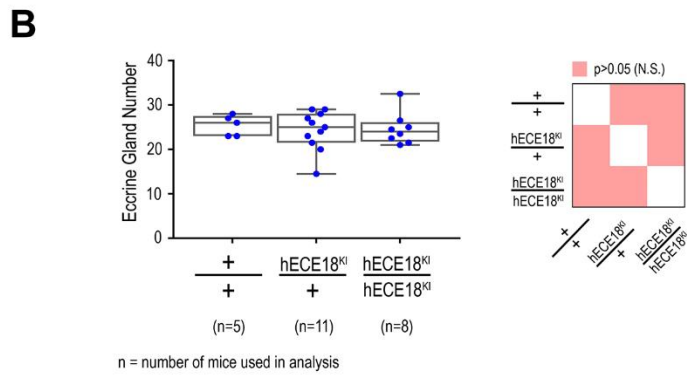 B
Eccrine Gland Number
40
30
20
10
0
+
+
hECE18KI
+
hECE18KI
hECE18KI
(n=5)
(n=11)
(n=8)
n = number of mice used in analysis
p>0.05 (N.S.)
+
+
hECE18KI
+
hECE18KI
hECE18KI
+
+
hECE18KI
+
hECE18KI
hECE18KI